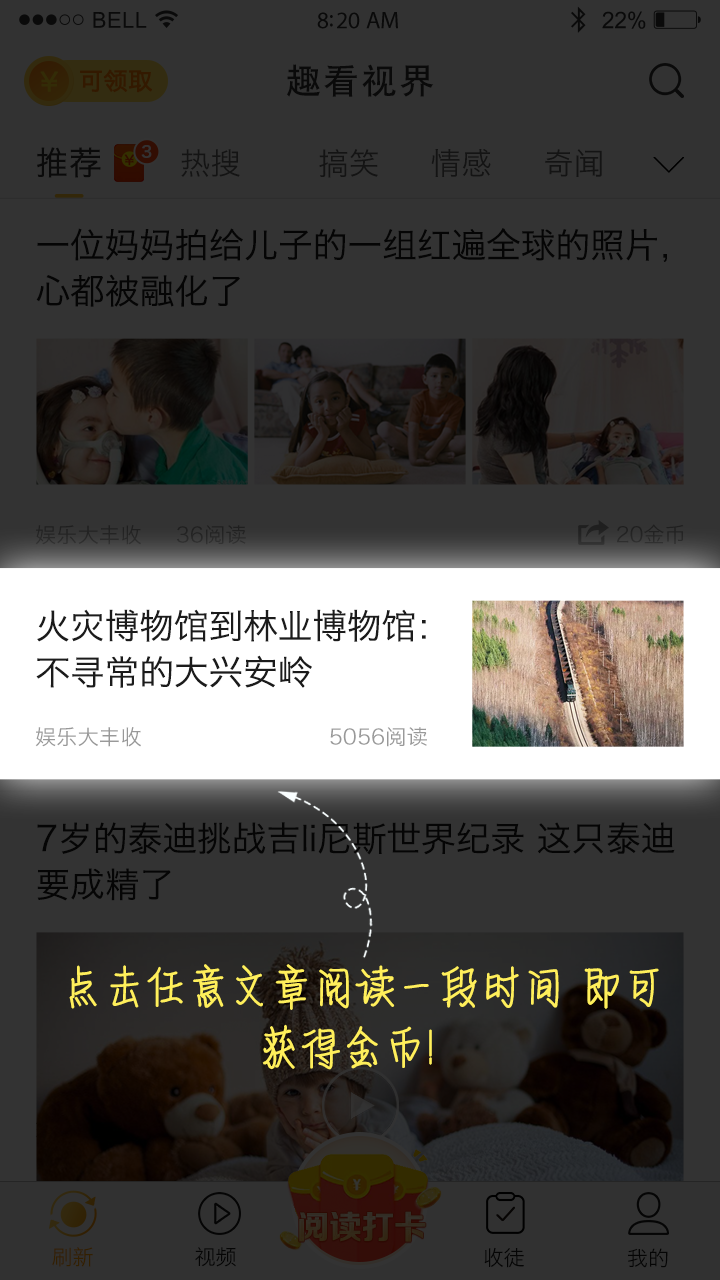 BELL 8:20 AM 22%
可领取 趣看视界
推荐 3 热搜 搞笑 情感 奇闻
一位妈妈拍给儿子的一组红遍全球的照片,
心都被融化了
娱乐大丰收 36阅读 20金币
火灾博物馆到林业博物馆:
不寻常的大兴安岭
娱乐大丰收 5056阅读
7岁的泰迪挑战吉li尼斯世界纪录 这只泰迪
要成精了
点击任意文章阅读一段时间 即可
获得金币!
阅读打卡
刷新 视频 收徒 我的